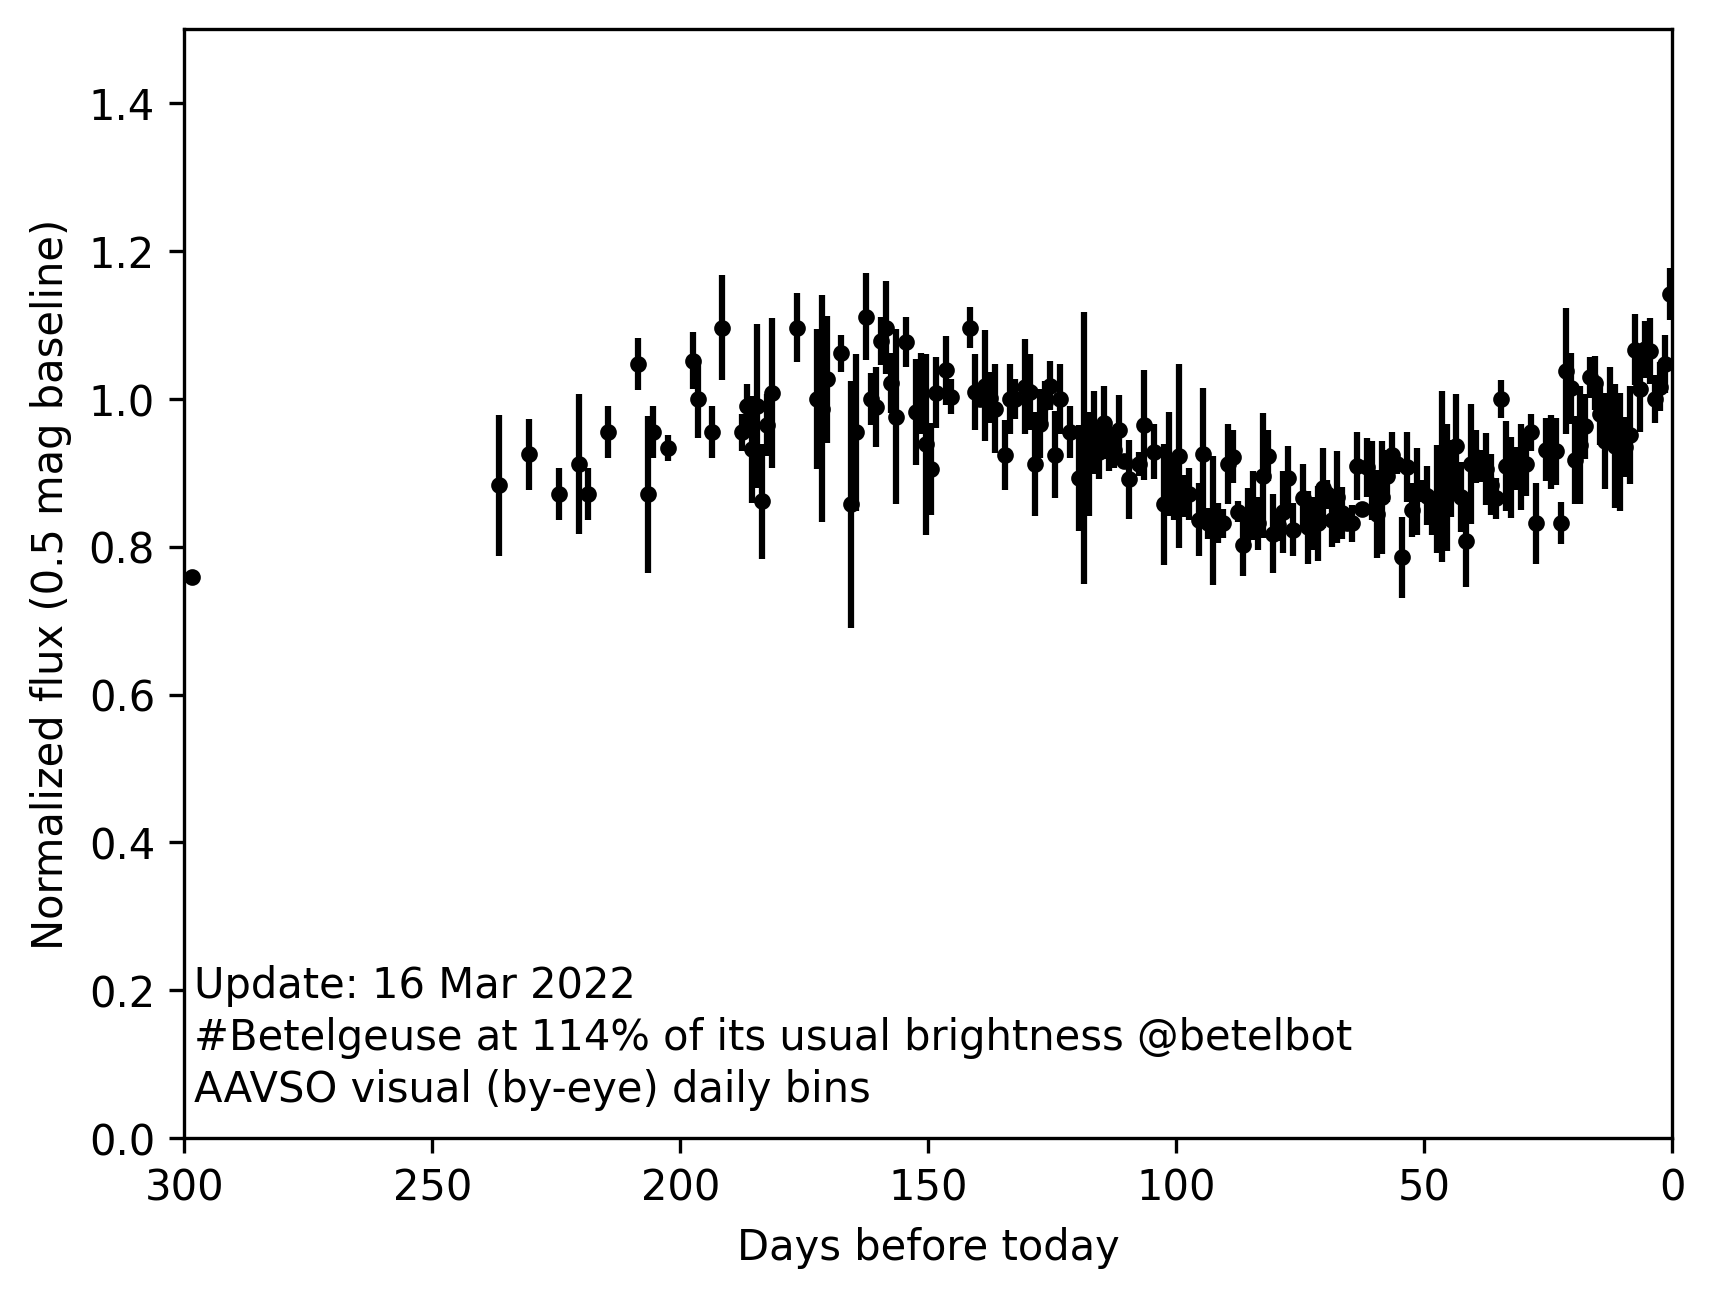 1.4
1.2
1.0
0.8
0.6
0.4
0.2
0.0
Normalized flux (0.5 mag baseline)
Update: 16 Mar 2022
#Betelgeuse at 114% of its usual brightness @betelbot
AAVSO visual (by-eye) daily bins
300 250 200 150 100 50 0
Days before today